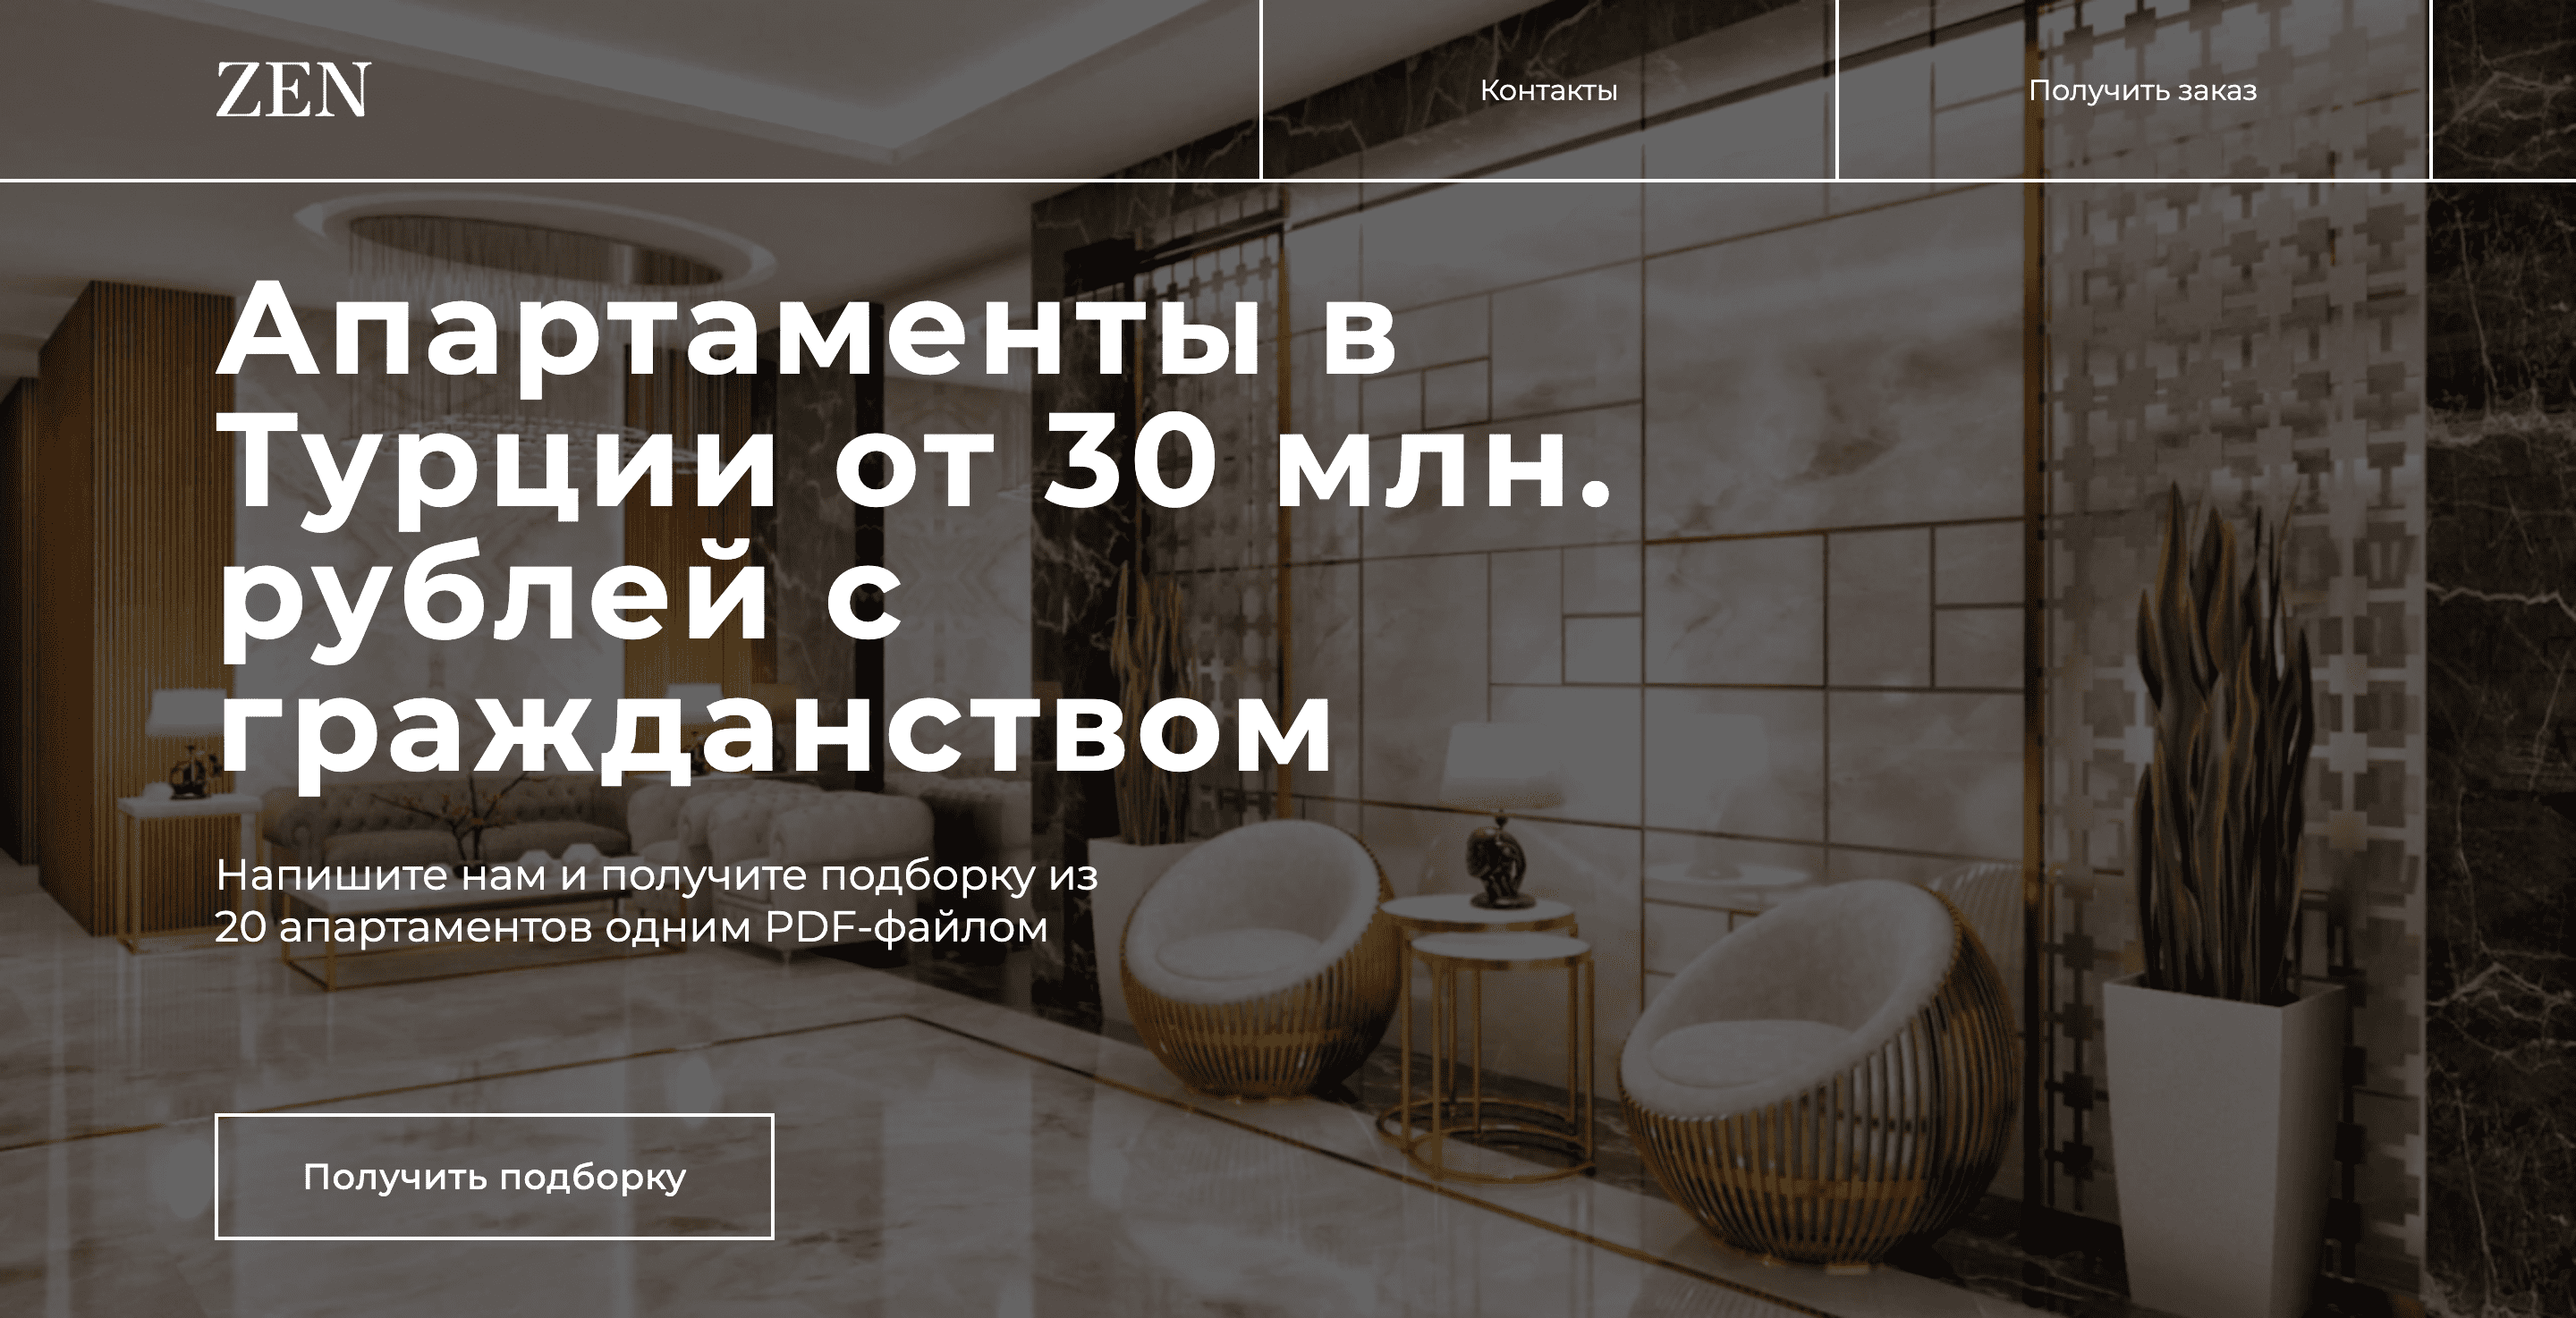 ZEN
Контакты
Получить заказ
Апартаменты в
Турции от 30 млн.
рублей с
гражданством
Напишите нам и получите подборку из
20 апартаментов одним PDF-файлом
Получить подборку